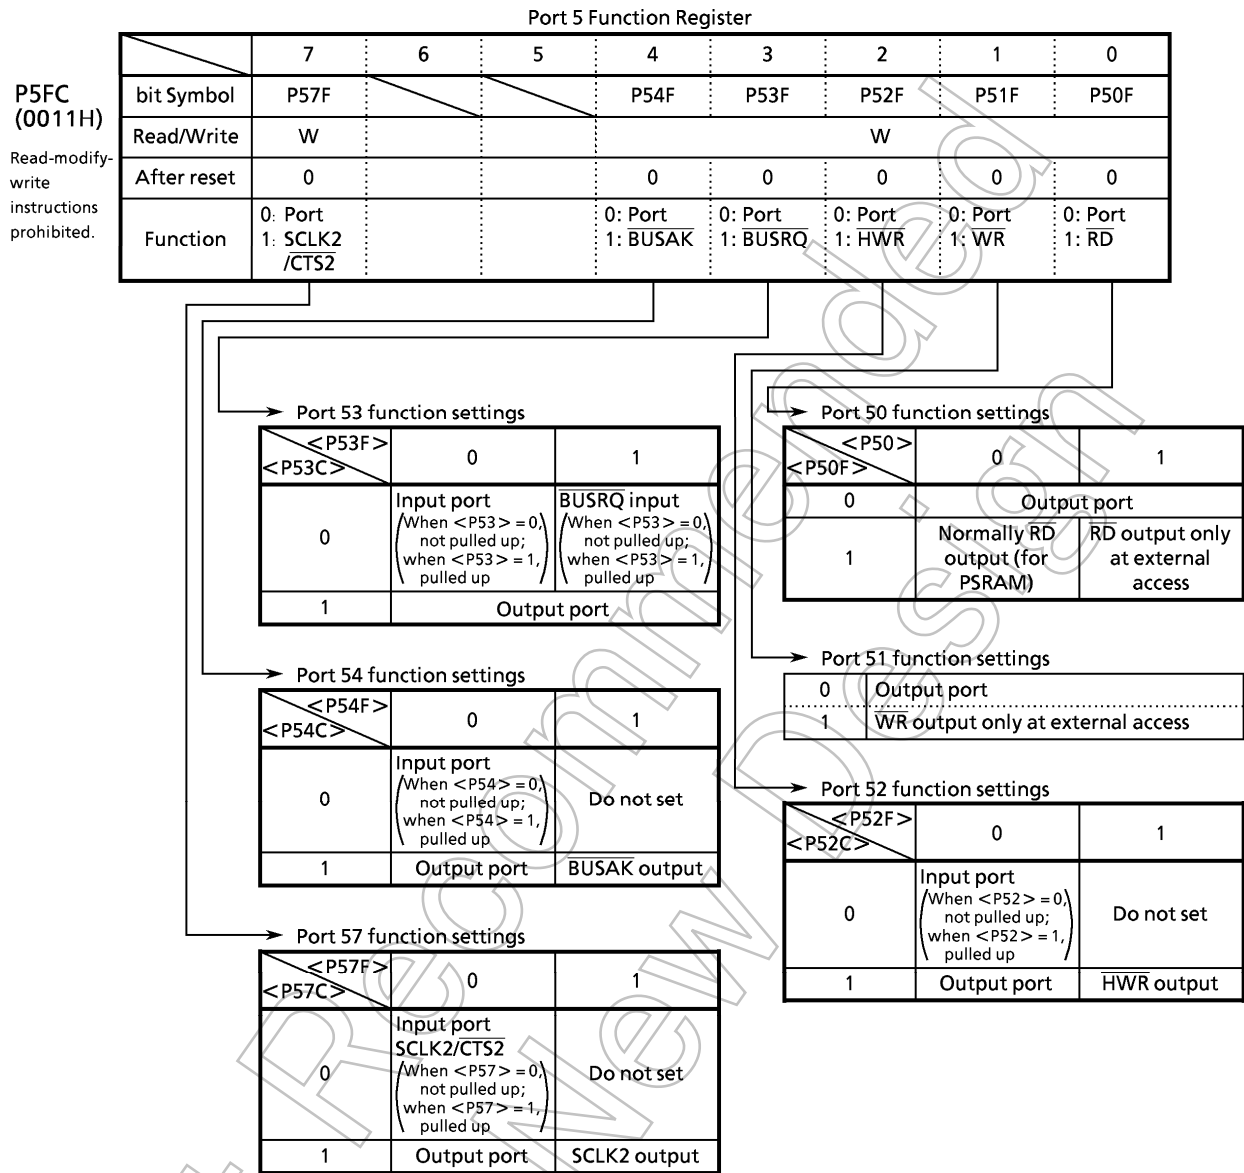 Port 5 Function Register
7 6 5 4 3 2 1 0
P5FC
(0011H)
Read-modify-
write
instructions
prohibited.
bit Symbol P57F P54F P53F P52F P51F P50F
Read/Write W W
After reset 0 0 0 0 0 0
Function
0: Port
1: SCLK2
/CTS2
0: Port
1: BUSAK
0: Port
1: BUSRQ
0: Port
1: HWR
0: Port
1: WR
0: Port
1: RD
Port 53 function settings
<P53F>
<P53C>
0 1
0
Input port
(When <P53> = 0,
not pulled up;
when <P53> = 1,
pulled up)
BUSRQ input
(When <P53> = 0,
not pulled up;
when <P53> = 1,
pulled up)
1 Output port
Port 54 function settings
<P54F>
<P54C>
0 1
0
Input port
(When <P54> = 0,
not pulled up;
when <P54> = 1,
pulled up)
Do not set
1 Output port BUSAK output
Port 57 function settings
<P57F>
<P57C>
0 1
0
Input port
SCLK2/CTS2
(When <P57> = 0,
not pulled up;
when <P57> = 1,
pulled up)
Do not set
1 Output port SCLK2 output
Port 50 function settings
<P50>
<P50F>
0 1
0 Output port
1
Normally RD
output (for
PSRAM)
RD output only
at external
access
Port 51 function settings
0 Output port
1 WR output only at external access
Port 52 function settings
<P52F>
<P52C>
0 1
0
Input port
(When <P52> = 0,
not pulled up;
when <P52> = 1,
pulled up)
Do not set
1 Output port HWR output
Recommended
New Design